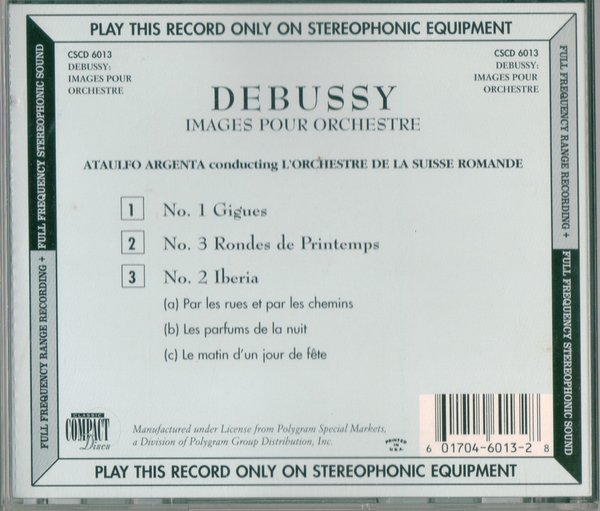 PLAY THIS RECORD ONLY ON STEREOPHONIC EQUIPMENT
CSCD 6013
DEBUSSY:
IMAGES POUR
ORCHESTRE
CSCD 6013
DEBUSSY:
IMAGES POUR
ORCHESTRE
DEBUSSY
IMAGES POUR ORCHESTRE
ATAULFO ARGENTA conducting L'ORCHESTRE DE LA SUISSE ROMANDE
1 No. 1 Gigues
2 No. 3 Rondes de Printemps
3 No. 2 Iberia
(a) Par les rues et par les chemins
(b) Les parfums de la nuit
(c) Le matin d'un jour de fête
FULL FREQUENCY RANGE RECORDING + FULL FREQUENCY STEREOPHONIC SOUND
FULL FREQUENCY RANGE RECORDING + FULL FREQUENCY STEREOPHONIC SOUND
CLASSIC
COMPACT
Discs
Manufactured under License from Polygram Special Markets,
a Division of Polygram Group Distribution, Inc.
PRINTED
IN
U.S.A.
6 01704-6013-2 8
PLAY THIS RECORD ONLY ON STEREOPHONIC EQUIPMENT